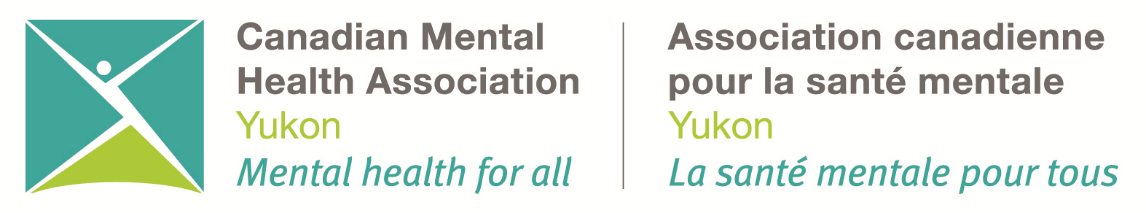 Canadian Mental
Health Association
Yukon
Mental health for all
Association canadienne
pour la santé mentale
Yukon
La santé mentale pour tous